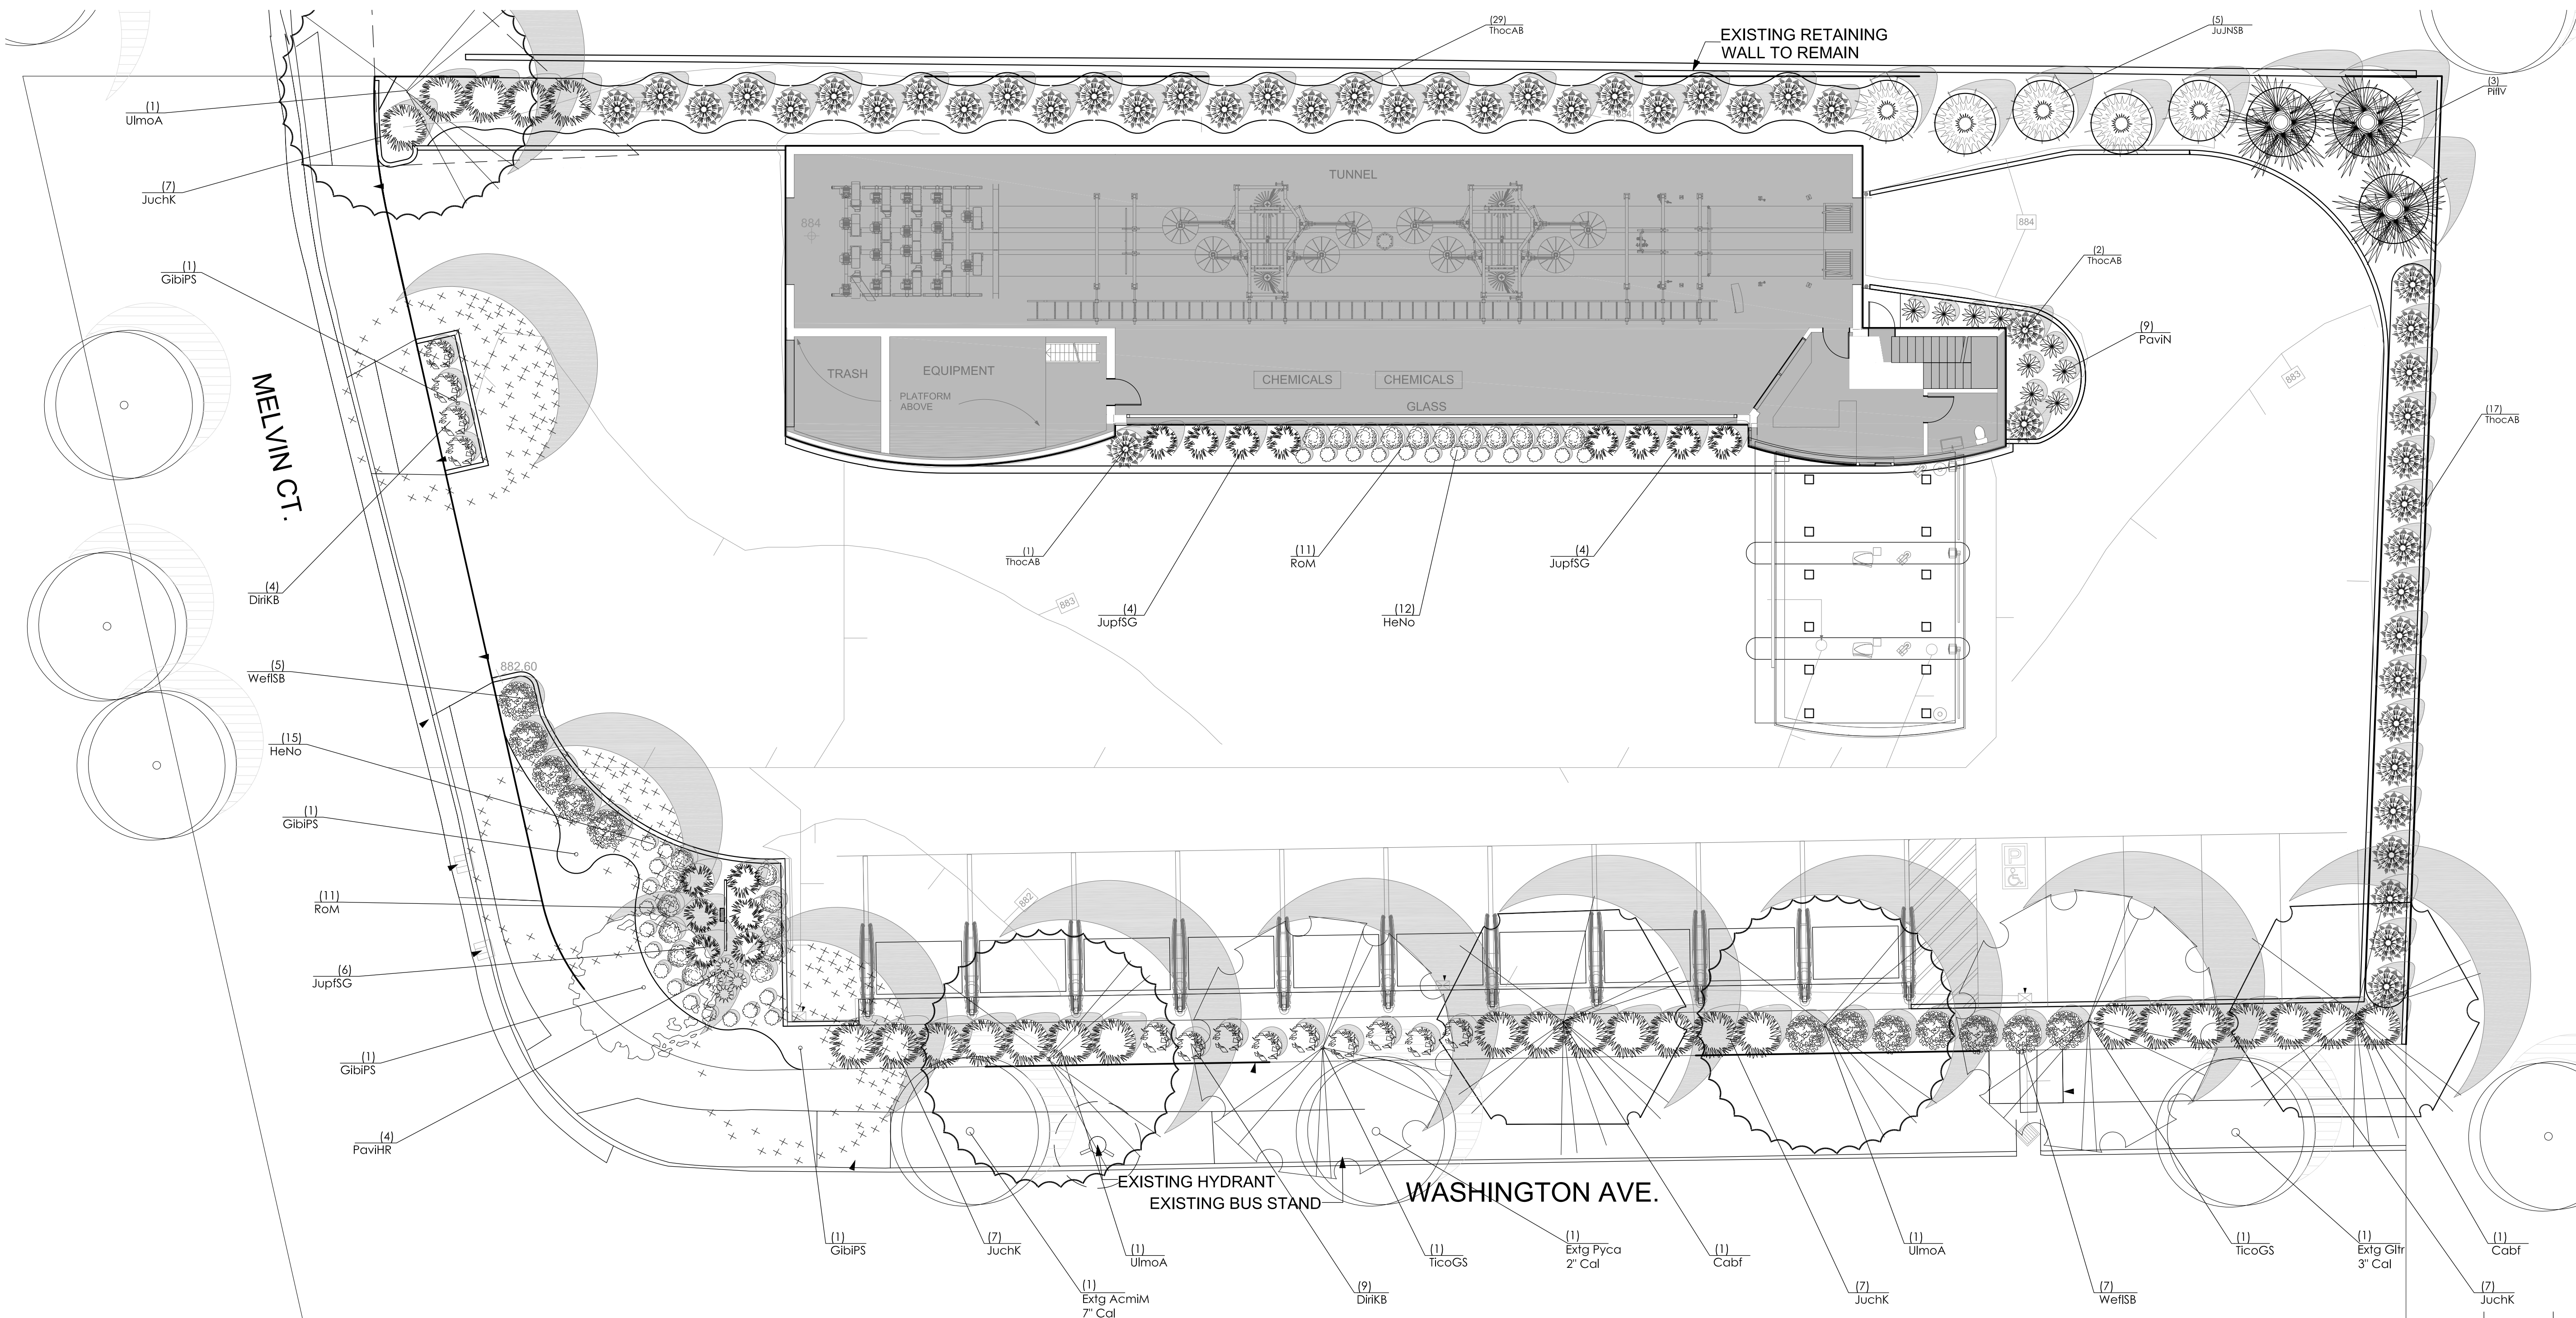 (29)
ThocAB
EXISTING RETAINING
WALL TO REMAIN
(5)
JuJNSB
(3)
PiflV
(1)
UlmoA
(7)
JuchK
(1)
GibiPS
884
TUNNEL
884
(2)
ThocAB
(9)
PaviN
883
(17)
ThocAB
TRASH
EQUIPMENT
PLATFORM
ABOVE
CHEMICALS
CHEMICALS
GLASS
MELVIN CT.
(4)
DiriKB
(1)
ThocAB
(4)
JupfSG
(11)
RoM
(12)
HeNo
(4)
JupfSG
883
882.60
(5)
WeflSB
(15)
HeNo
(1)
GibiPS
(11)
RoM
(6)
JupfSG
(1)
GibiPS
(4)
PaviHR
882
P
EXISTING HYDRANT
EXISTING BUS STAND
WASHINGTON AVE.
(1)
GibiPS
(7)
JuchK
(1)
Extg AcmiM
7" Cal
(1)
UlmoA
(9)
DiriKB
(1)
TicoGS
(1)
Extg Pyca
2" Cal
(1)
Cabf
(7)
JuchK
(1)
UlmoA
(7)
WeflSB
(1)
TicoGS
(1)
Extg Gltr
3" Cal
(7)
JuchK
(1)
Cabf